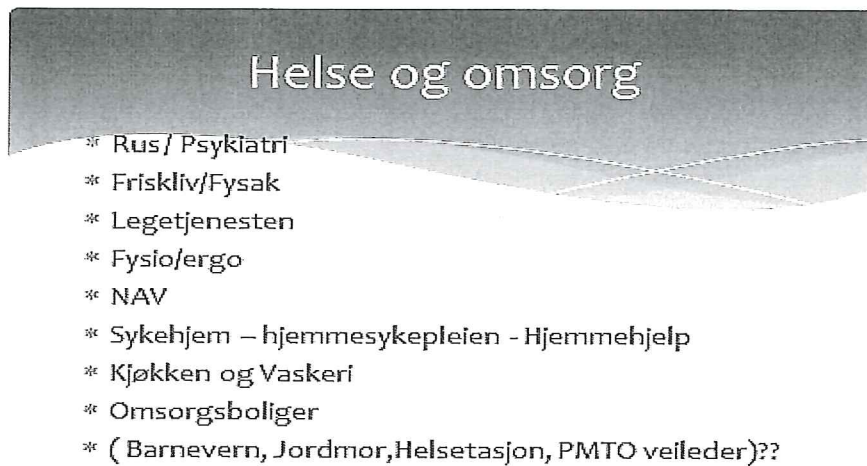 Helse og omsorg
* Rus/ Psykiatri
* Friskliv/Fysak
* Legetjenesten
* Fysio/ergo
* NAV
* Sykehjem – hjemmesykepleien - Hjemmehjelp
* Kjøkken og Vaskeri
* Omsorgsboliger
* ( Barnevern, Jordmor,Helsetasjon, PMTO veileder)??